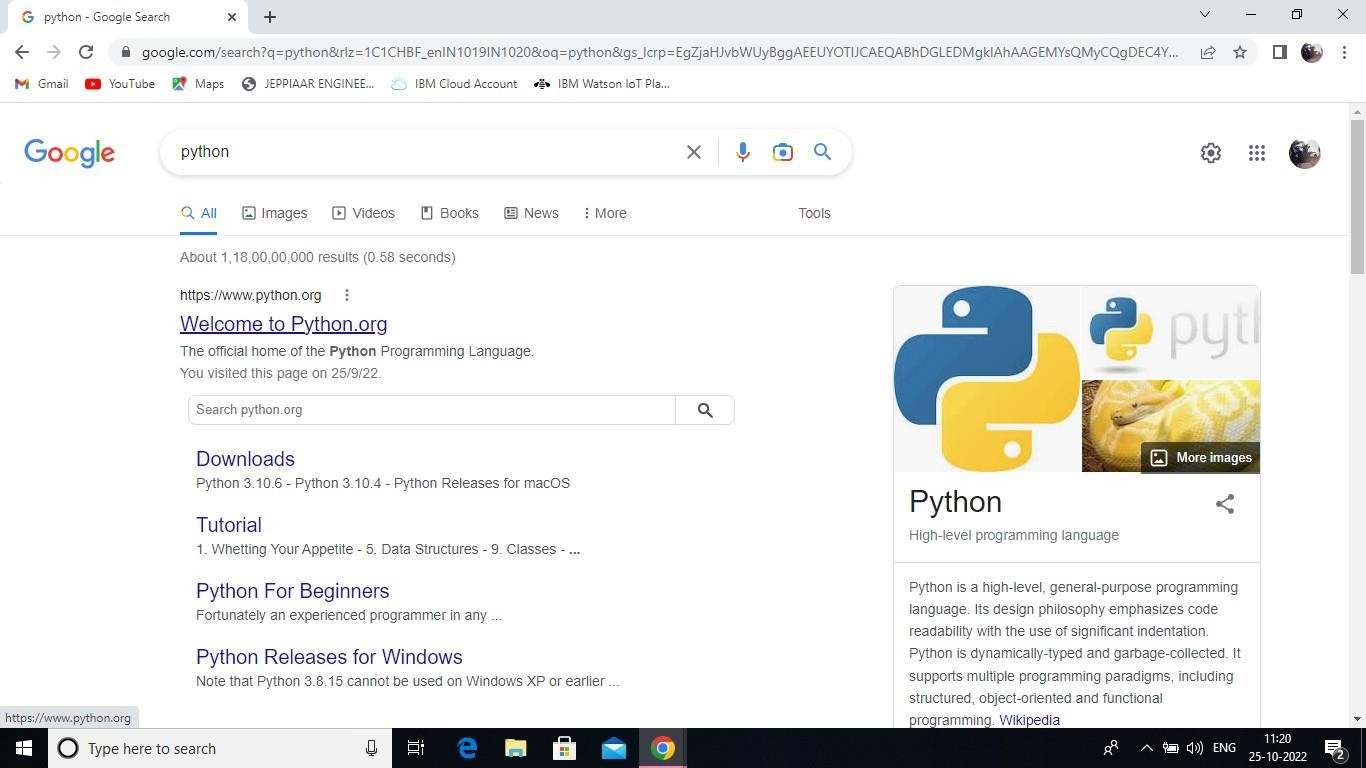 python - Google Search
google.com/search?q=python&rlz=1C1CHBF_enIN1019IN1020&oq=python&gs_lcrp=EgZjaHJvbWUyBggAEEUYOTIJCAEQABhDGLEDMgkIAhAAGEMYsQMyCQgDEC4Y...
Gmail YouTube Maps JEPPIAAR ENGINEE... IBM Cloud Account IBM Watson IoT Pla...
Google
python
All Images Videos Books News More Tools
About 1,18,00,00,000 results (0.58 seconds)
https://www.python.org
Welcome to Python.org
The official home of the Python Programming Language.
You visited this page on 25/9/22.
Search python.org
Downloads
Python 3.10.6 - Python 3.10.4 - Python Releases for macOS
Tutorial
1. Whetting Your Appetite - 5. Data Structures - 9. Classes - ...
Python For Beginners
Fortunately an experienced programmer in any ...
Python Releases for Windows
Note that Python 3.8.15 cannot be used on Windows XP or earlier ...
pyth
More images
Python
High-level programming language
Python is a high-level, general-purpose programming
language. Its design philosophy emphasizes code
readability with the use of significant indentation.
Python is dynamically-typed and garbage-collected. It
supports multiple programming paradigms, including
structured, object-oriented and functional
programming. Wikipedia
https://www.python.org
Type here to search
ENG
11:20
25-10-2022
2